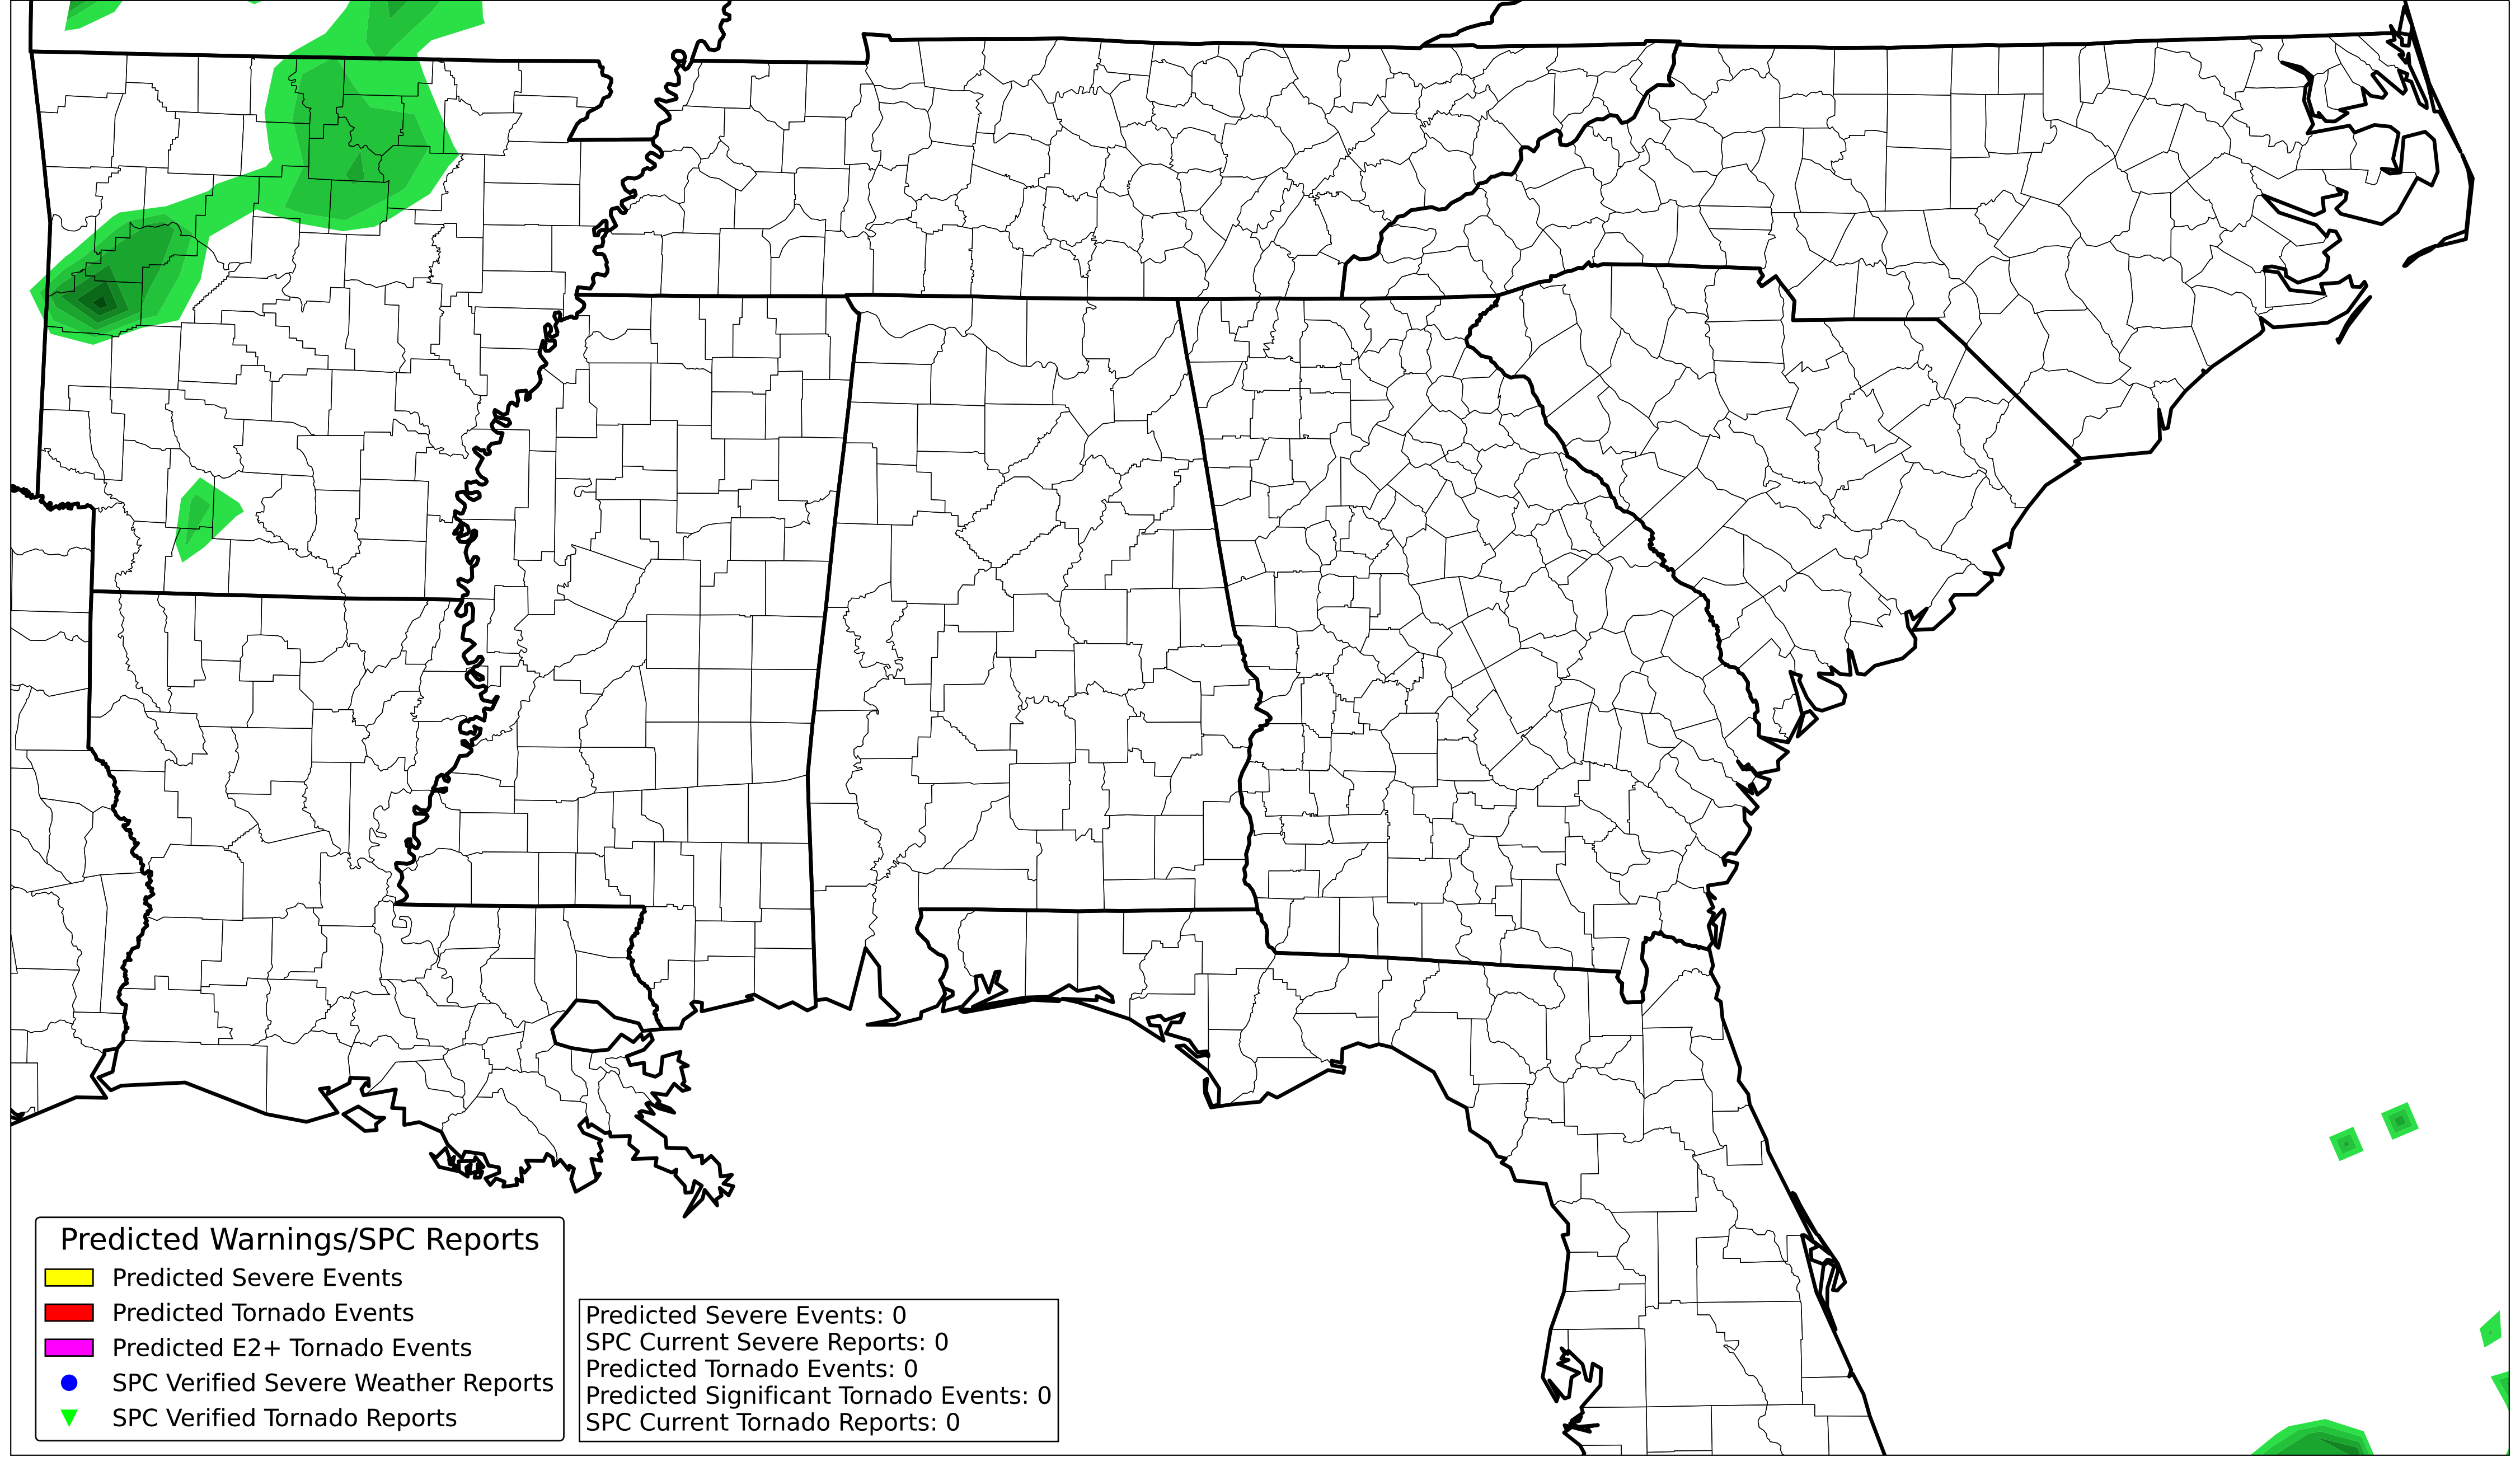 Predicted Warnings/SPC Reports
Predicted Severe Events
Predicted Tornado Events
Predicted E2+ Tornado Events
SPC Verified Severe Weather Reports
SPC Verified Tornado Reports
Predicted Severe Events: 0
SPC Current Severe Reports: 0
Predicted Tornado Events: 0
Predicted Significant Tornado Events: 0
SPC Current Tornado Reports: 0